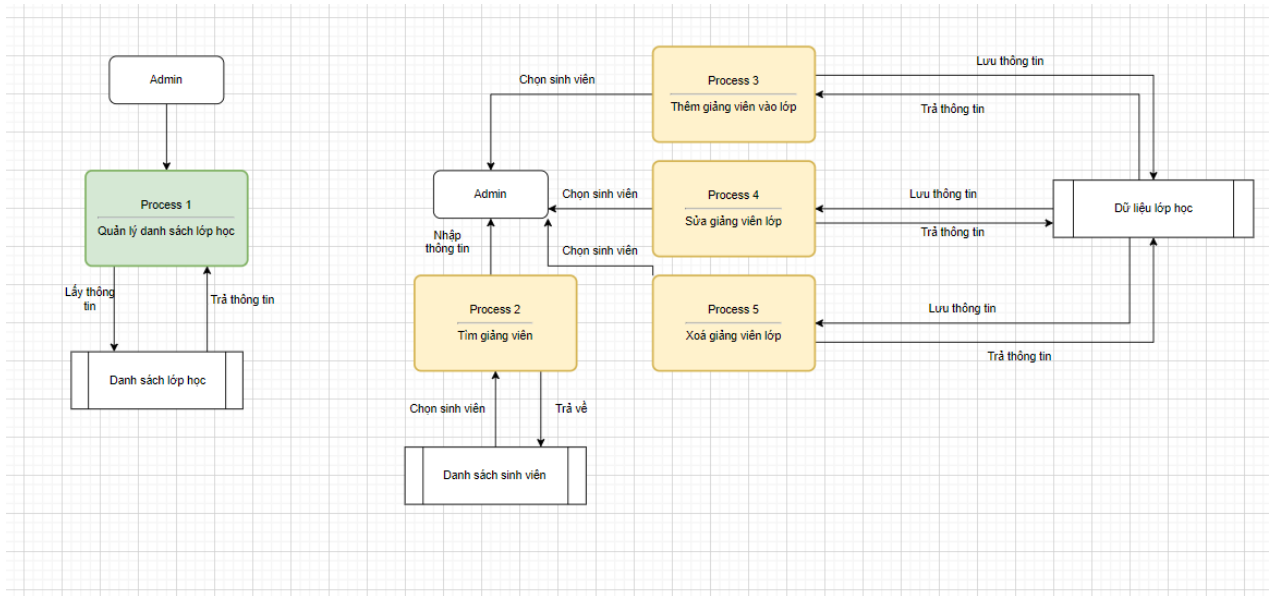 Admin
Process 1
Quản lý danh sách lớp học
Lấy thông
tin
Trả thông tin
Danh sách lớp học
Process 3
Thêm giảng viên vào lớp
Chọn sinh viên
Lưu thông tin
Trả thông tin
Admin
Chọn sinh viên
Process 4
Sửa giảng viên lớp
Lưu thông tin
Trả thông tin
Dữ liệu lớp học
Nhập
thông tin
Chọn sinh viên
Process 2
Tìm giảng viên
Process 5
Xoá giảng viên lớp
Lưu thông tin
Trả thông tin
Chọn sinh viên
Trả về
Danh sách sinh viên